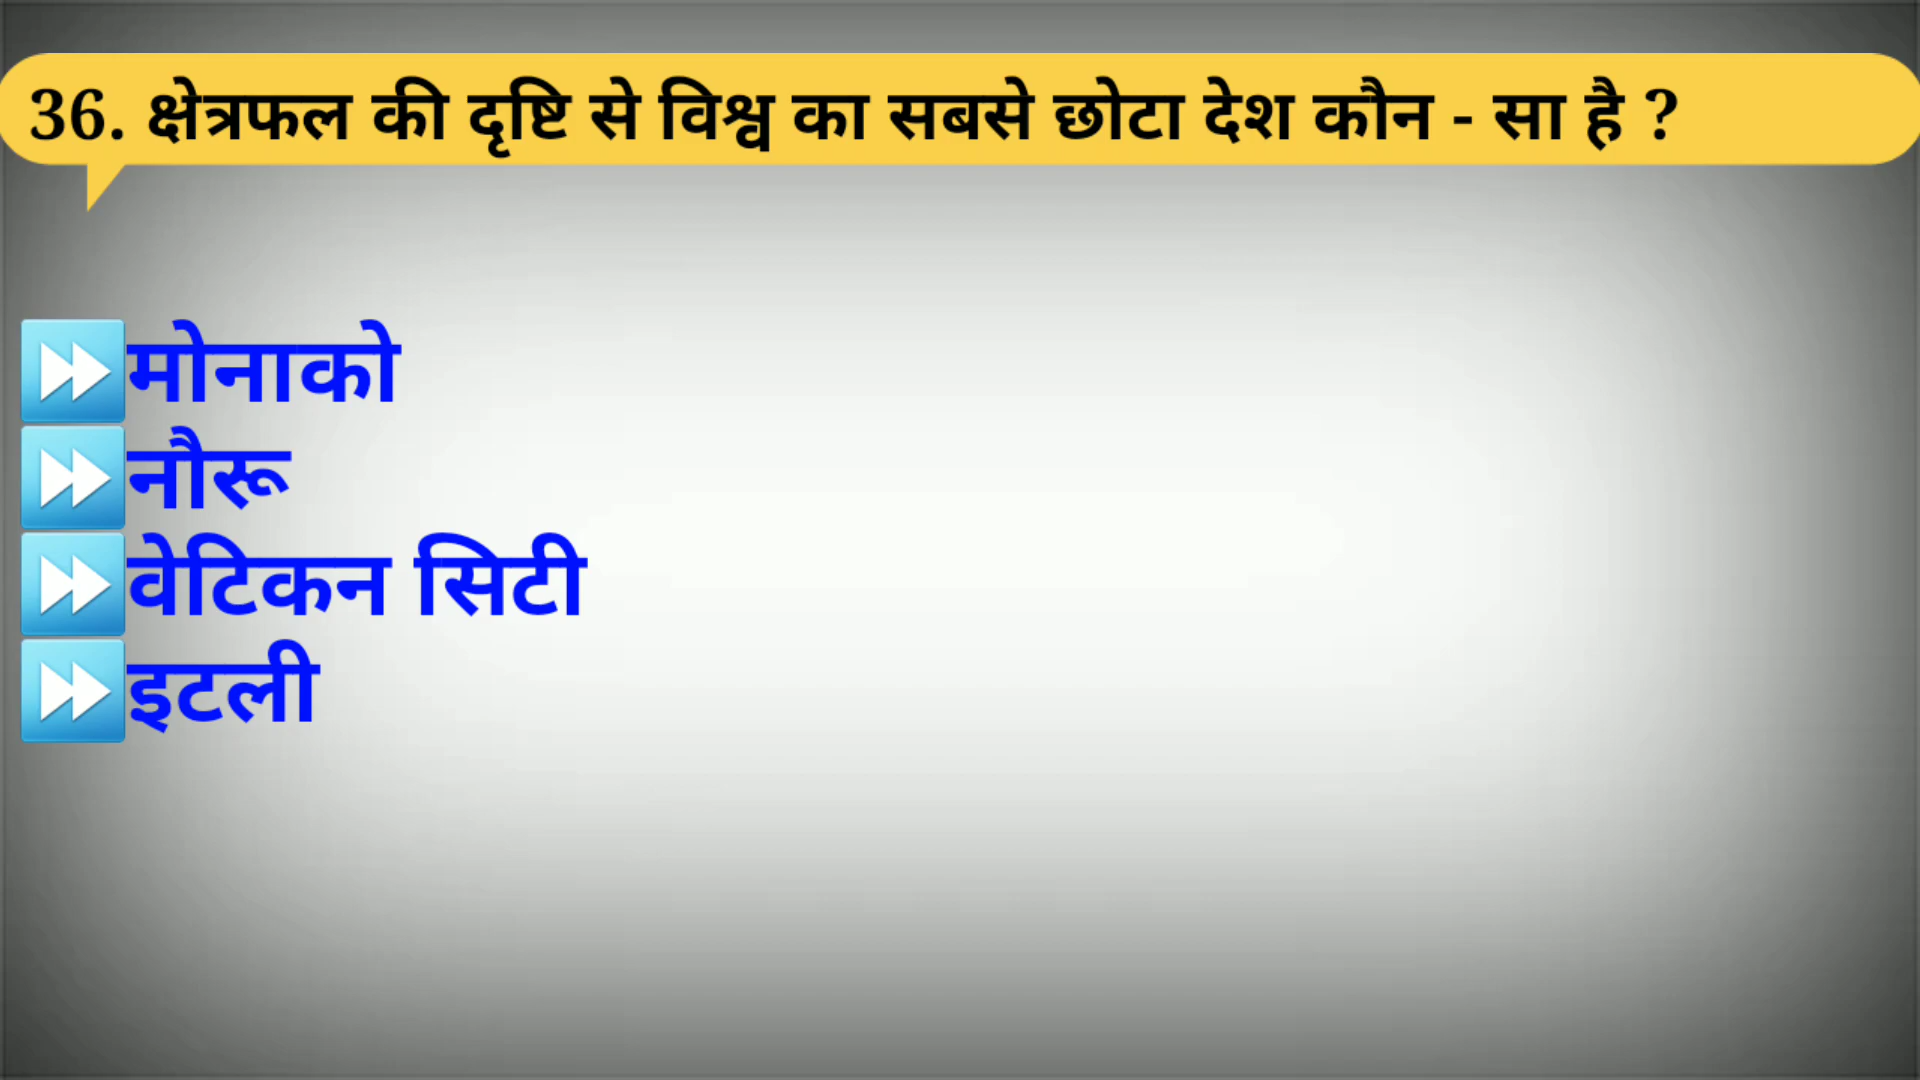 36. क्षेत्रफल की दृष्टि से विश्व का सबसे छोटा देश कौन - सा है ?
⏩मोनाको
⏩नौरू
⏩वेटिकन सिटी
⏩इटली